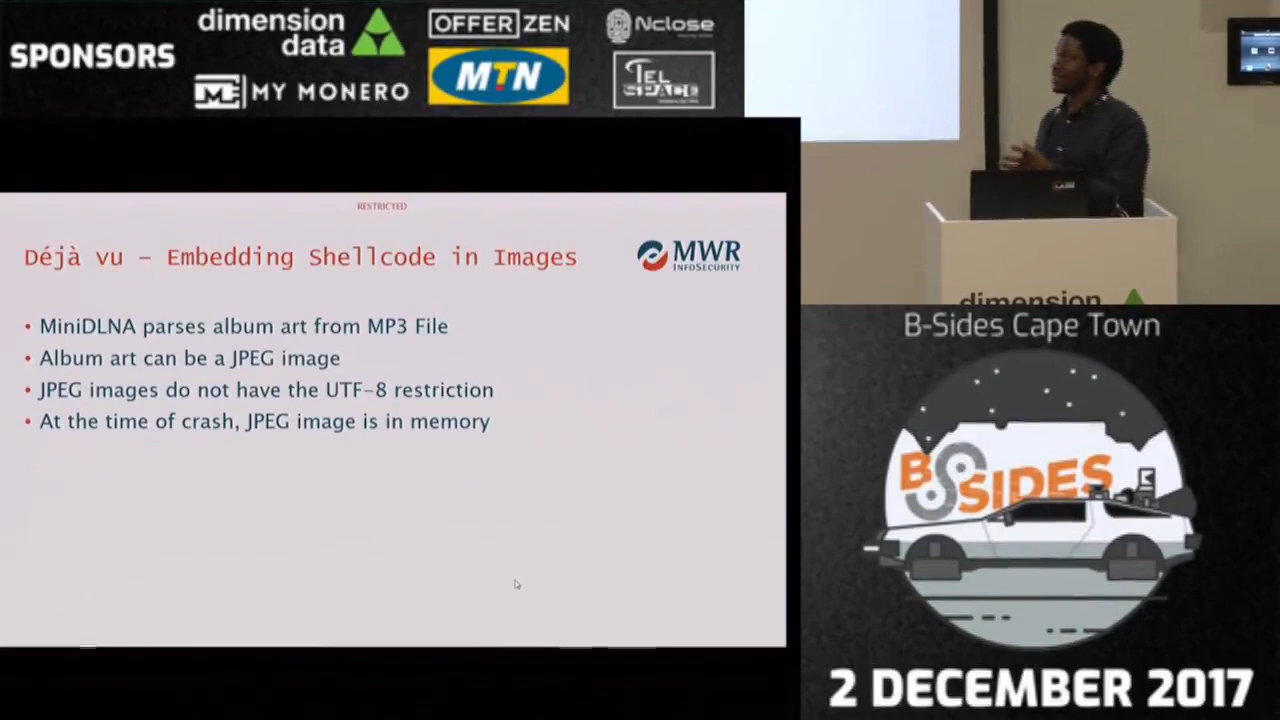 SPONSORS
dimension
data
OFFERZEN
Nclose
MY MONERO
MTN
TEL
SPACE
RESTRICTED
Déjà vu – Embedding Shellcode in Images
MWR
INFOSECURITY
• MiniDLNA parses album art from MP3 File
• Album art can be a JPEG image
• JPEG images do not have the UTF-8 restriction
• At the time of crash, JPEG image is in memory
dimension
B-Sides Cape Town
B SIDES
2 DECEMBER 2017